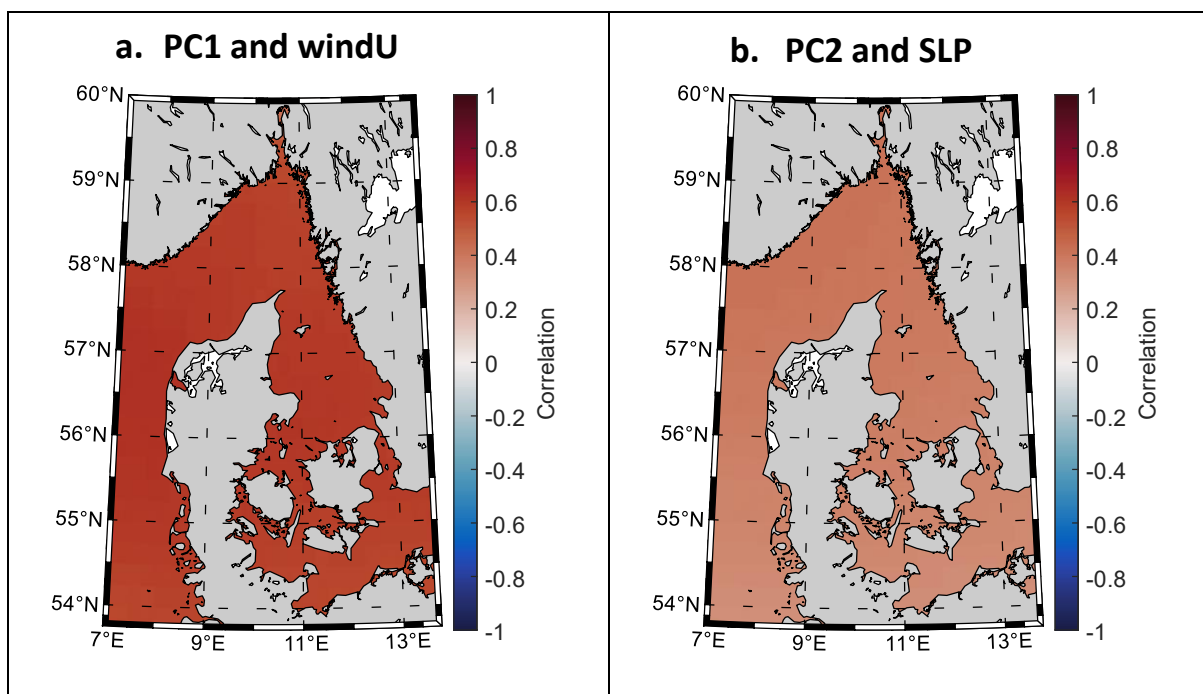 a. PC1 and windU
60°N
59°N
58°N
57°N
56°N
55°N
54°N
7°E
9°E
11°E
13°E
1
0.8
0.6
0.4
0.2
0
-0.2
-0.4
-0.6
-0.8
-1
Correlation
b. PC2 and SLP
60°N
59°N
58°N
57°N
56°N
55°N
54°N
7°E
9°E
11°E
13°E
1
0.8
0.6
0.4
0.2
0
-0.2
-0.4
-0.6
-0.8
-1
Correlation